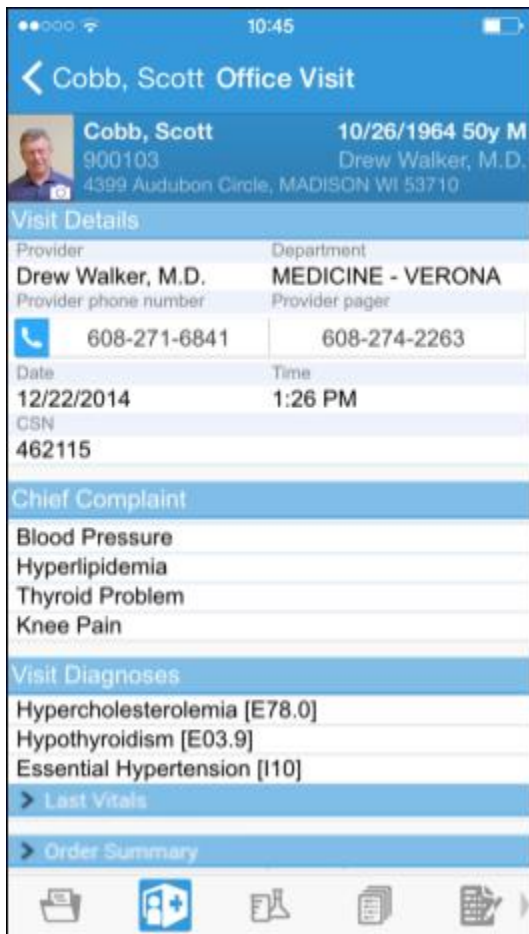 10:45
Cobb, Scott Office Visit
Cobb, Scott 10/26/1964 50y M
900103 Drew Walker, M.D.
4399 Audubon Circle, MADISON WI 53710
Visit Details
Provider Department
Drew Walker, M.D. MEDICINE - VERONA
Provider phone number Provider pager
608-271-6841 608-274-2263
Date Time
12/22/2014 1:26 PM
CSN
462115
Chief Complaint
Blood Pressure
Hyperlipidemia
Thyroid Problem
Knee Pain
Visit Diagnoses
Hypercholesterolemia [E78.0]
Hypothyroidism [E03.9]
Essential Hypertension [I10]
Last Vitals
Order Summary